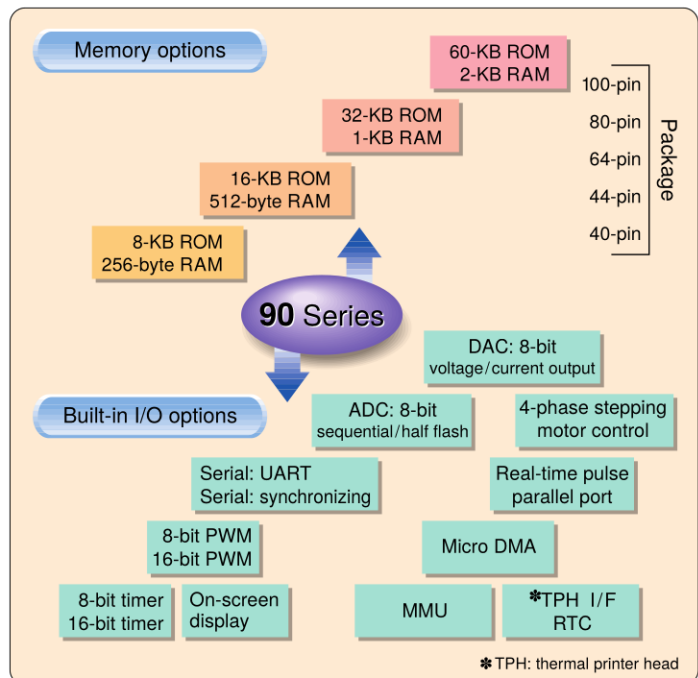 Memory options
60-KB ROM
2-KB RAM
32-KB ROM
1-KB RAM
16-KB ROM
512-byte RAM
8-KB ROM
256-byte RAM
100-pin
80-pin
64-pin
44-pin
40-pin
Package
90 Series
Built-in I/O options
DAC: 8-bit
voltage/current output
ADC: 8-bit
sequential/half flash
4-phase stepping
motor control
Serial: UART
Serial: synchronizing
Real-time pulse
parallel port
8-bit PWM
16-bit PWM
Micro DMA
8-bit timer
16-bit timer
On-screen
display
MMU
✽TPH I/F
RTC
✽TPH: thermal printer head